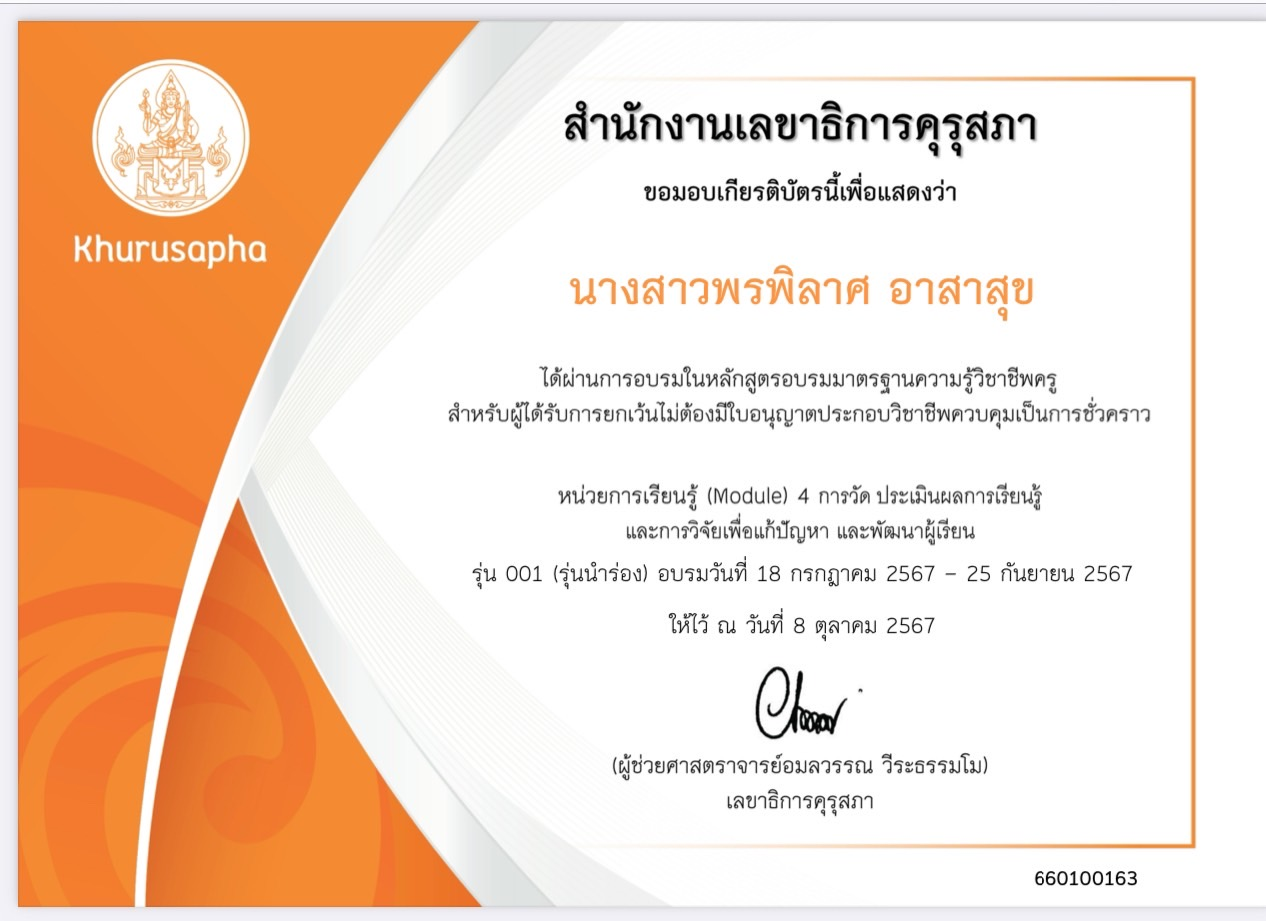 Khurusapha
สำนักงานเลขาธิการคุรุสภา
ขอมอบเกียรติบัตรนี้เพื่อแสดงว่า
นางสาวพรพิลาศ อาสาสุข
ได้ผ่านการอบรมในหลักสูตรอบรมมาตรฐานความรู้วิชาชีพครู
สำหรับผู้ได้รับการยกเว้นไม่ต้องมีใบอนุญาตประกอบวิชาชีพควบคุมเป็นการชั่วคราว
หน่วยการเรียนรู้ (Module) 4 การวัด ประเมินผลการเรียนรู้
และการวิจัยเพื่อแก้ปัญหา และพัฒนาผู้เรียน
รุ่น 001 (รุ่นนำร่อง) อบรมวันที่ 18 กรกฎาคม 2567 – 25 กันยายน 2567
ให้ไว้ ณ วันที่ 8 ตุลาคม 2567
(ผู้ช่วยศาสตราจารย์อมลวรรณ วีระธรรมโม)
เลขาธิการคุรุสภา
660100163